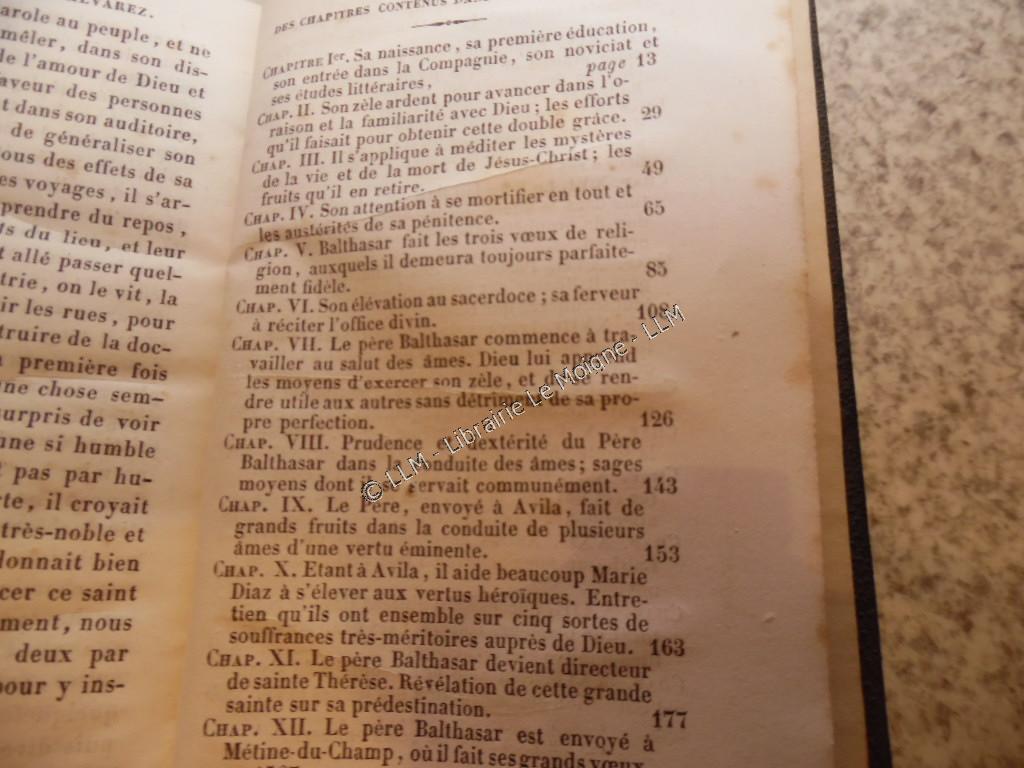 ALVAREZ.
arole au peuple, et ne
mêler, dans son dis-
de l'amour de Dieu et
aveur des personnes
t dans son auditoire,
de généraliser son
ous des effets de sa
es voyages, il s'ar-
prendre du repos,
ts du lieu, et leur
t allé passer quel-
trie, on le vit, la
ir les rues, pour
truire de la doc-
a première fois
une chose sem-
surpris de voir
une si humble
t pas par hu-
rte, il croyait
très-noble et
donnait bien
cer ce saint
ment, nous
deux par
pour y ins-
DES CHAPITRES CONTENUS DANS
CHAPITRE Ier. Sa naissance, sa première éducation,
son entrée dans la Compagnie, son noviciat et
ses études littéraires, page 13
CHAP. II. Son zèle ardent pour avancer dans l'o-
raison et la familiarité avec Dieu; les efforts
qu'il faisait pour obtenir cette double grâce. 29
CHAP. III. Il s'applique à méditer les mystères
de la vie et de la mort de Jésus-Christ; les
fruits qu'il en retire. 49
CHAP. IV. Son attention à se mortifier en tout et
les austérités de sa pénitence. 65
CHAP. V. Balthasar fait les trois vœux de reli-
gion, auxquels il demeura toujours parfaite-
ment fidèle. 85
CHAP. VI. Son élévation au sacerdoce; sa ferveur
à réciter l'office divin. 108
CHAP. VII. Le père Balthasar commence à tra-
vailler au salut des âmes. Dieu lui apprend
les moyens d'exercer son zèle, et de se ren-
dre utile aux autres sans détriment de sa pro-
pre perfection. 126
CHAP. VIII. Prudence et dextérité du Père
Balthasar dans la conduite des âmes; sages
moyens dont il se servait communément. 143
CHAP. IX. Le Père, envoyé à Avila, fait de
grands fruits dans la conduite de plusieurs
âmes d'une vertu éminente. 153
CHAP. X. Etant à Avila, il aide beaucoup Marie
Diaz à s'élever aux vertus héroïques. Entre-
tien qu'ils ont ensemble sur cinq sortes de
souffrances très-méritoires auprès de Dieu. 163
CHAP. XI. Le père Balthasar devient directeur
de sainte Thérèse. Révélation de cette grande
sainte sur sa prédestination. 177
CHAP. XII. Le père Balthasar est envoyé à
Métine-du-Champ, où il fait ses grands vœux
© LLM - Librairie Le Moigne - LLM